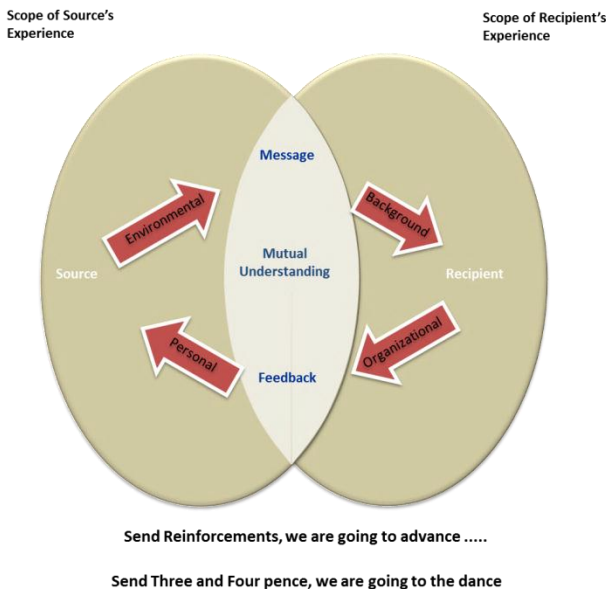 Scope of Source's
Experience
Scope of Recipient's
Experience
Message
Environmental
Background
Mutual
Understanding
Source
Recipient
Personal
Organizational
Feedback
Send Reinforcements, we are going to advance .....
Send Three and Four pence, we are going to the dance